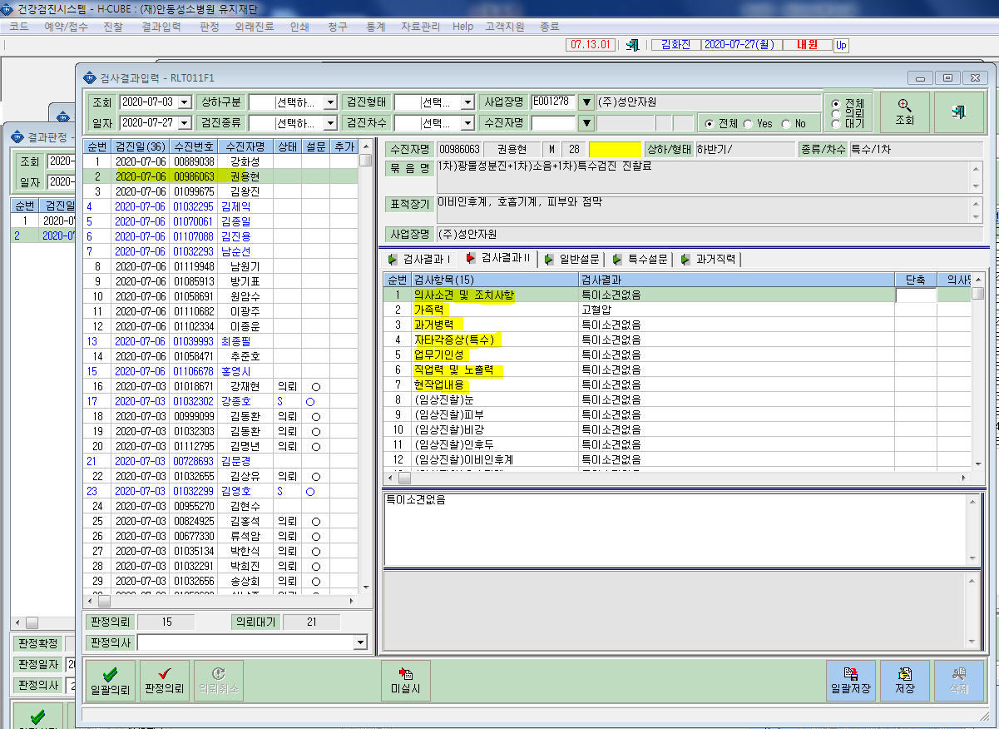 건강검진시스템 - H-CUBE : (재)안동성소병원 유지재단
코드 예약/접수 진찰 결과입력 판정 외래진료 인쇄 청구 통계 자료관리 Help 고객지원 종료
07.13.01 김화진 2020-07-27(월) 내원 Up
검사결과입력 - RLT011F1
조회 2020-07-03 상하구분 선택하... 검진형태 선택... 사업장명 E001278 ▼ (주)성안자원 전체 의뢰 대기 조회
일자 2020-07-27 검진종류 선택하... 검진차수 선택... 수진자명 ▼ 전체 Yes No
결과판정 -
조회 2020-
일자 2020-
순번 검진일
1 2020-0
2 2020-0
순번 검진일(36) 수진번호 수진자명 상태 설문 추가
1 2020-07-06 00889038 강화성
2 2020-07-06 00986063 권용현
3 2020-07-06 01099675 김왕진
4 2020-07-06 01032295 김제익
5 2020-07-06 01070061 김종일
6 2020-07-06 01107088 김진용
7 2020-07-06 01032293 남순선
8 2020-07-06 01119948 남원기
9 2020-07-06 01085913 방기표
10 2020-07-06 01058691 원암수
11 2020-07-06 01110682 이광주
12 2020-07-06 01102334 이종운
13 2020-07-06 01039993 최종필
14 2020-07-06 01058471 추준호
15 2020-07-06 01106678 홍영시
16 2020-07-03 01018671 강재현 의뢰 ○
17 2020-07-03 01032302 강종호 S ○
18 2020-07-03 00999099 김동환 의뢰 ○
19 2020-07-03 01032303 김동환 의뢰 ○
20 2020-07-03 01112795 김명년 의뢰 ○
21 2020-07-03 00728693 김문경
22 2020-07-03 01032655 김상유 의뢰 ○
23 2020-07-03 01032299 김영호 S ○
24 2020-07-03 00955270 김현수
25 2020-07-03 00824925 김홍석 의뢰 ○
26 2020-07-03 00677330 류석암 의뢰 ○
27 2020-07-03 01035134 박한식 의뢰 ○
28 2020-07-03 01032291 박희진 의뢰 ○
29 2020-07-03 01032656 송상회 의뢰 ○
판정의뢰 15 의뢰대기 21
판정의사
수진자명 00986063 권용현 M 28 상하/형태 하반기/ 종류/차수 특수/1차
묶 음 명 1차)광물성분진+1차)소음+1차)특수검진 진찰료
표적장기 이비인후계, 호흡기계, 피부와 점막
사업장명 (주)성안자원
검사결과 I 검사결과 II 일반설문 특수설문 과거직력
순번 검사항목(15) 검사결과 단축 의사명
1 의사소견 및 조치사항 특이소견없음
2 가족력 고혈압
3 과거병력 특이소견없음
4 자타각증상(특수) 특이소견없음
5 업무기인성 특이소견없음
6 직업력 및 노출력 특이소견없음
7 현작업내용 특이소견없음
8 (임상진찰)눈 특이소견없음
9 (임상진찰)피부 특이소견없음
10 (임상진찰)비강 특이소견없음
11 (임상진찰)인후두 특이소견없음
12 (임상진찰)이비인후계 특이소견없음
특이소견없음
판정확정
판정일자 20
판정의사 2
일괄의뢰 판정의뢰 의뢰취소 미실시 일괄저장 저장 삭제